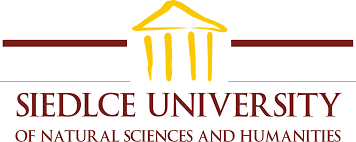 SIEDLCE UNIVERSITY
OF NATURAL SCIENCES AND HUMANITIES